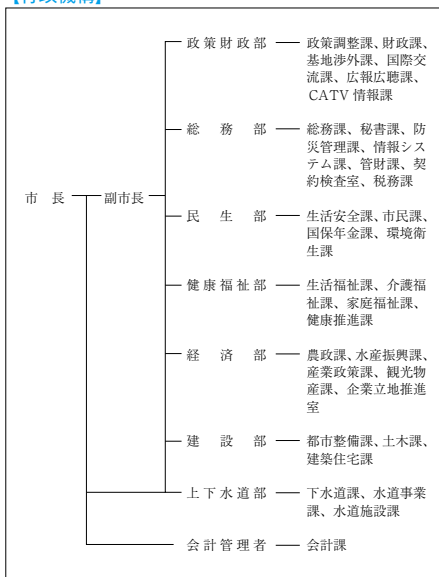 政策財政部 政策調整課、財政課、
基地渉外課、国際交
流課、広報広聴課、
CATV 情報課
総務部 総務課、秘書課、防
災管理課、情報シス
テム課、管財課、契
約検査室、税務課
市長 副市長
民生部 生活安全課、市民課、
国保年金課、環境衛
生課
健康福祉部 生活福祉課、介護福
祉課、家庭福祉課、
健康推進課
経済部 農政課、水産振興課、
産業政策課、観光物
産課、企業立地推進
室
建設部 都市整備課、土木課、
建築住宅課
上下水道部 下水道課、水道事業
課、水道施設課
会計管理者 会計課